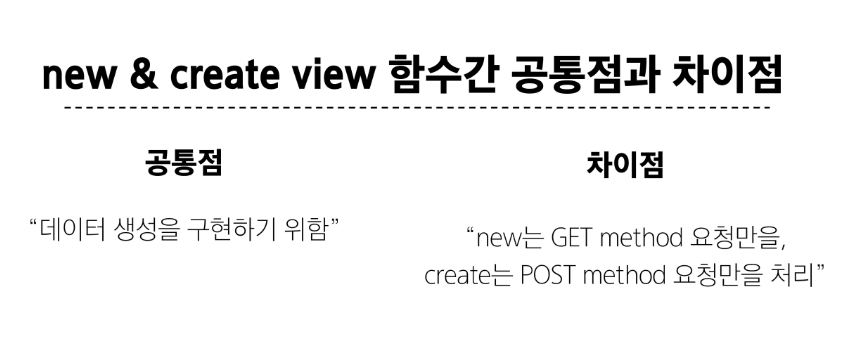 new & create view 함수간 공통점과 차이점
공통점
“데이터 생성을 구현하기 위함”
차이점
“new는 GET method 요청만을,
create는 POST method 요청만을 처리”